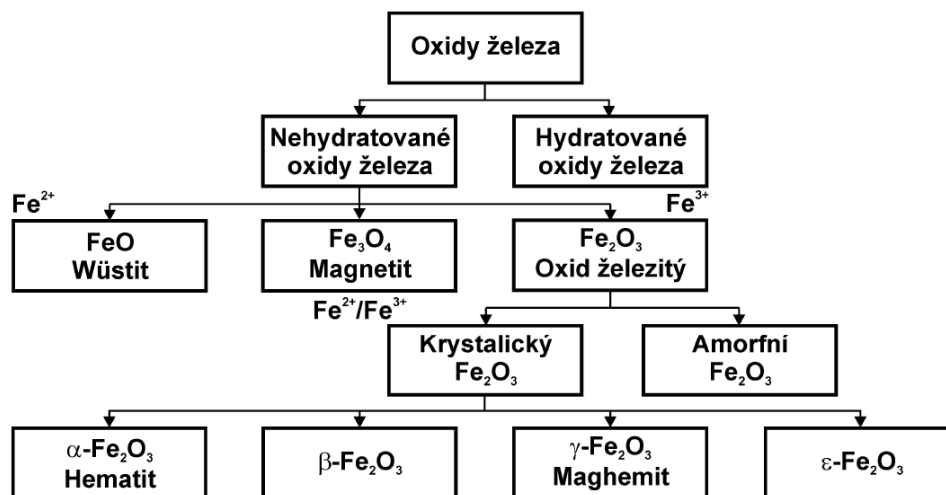 Oxidy železa
Nehydratované
oxidy železa
Hydratované
oxidy železa
Fe²⁺
Fe³⁺
FeO
Wüstit
Fe₃O₄
Magnetit
Fe₂O₃
Oxid železitý
Fe²⁺/Fe³⁺
Krystalický
Fe₂O₃
Amorfní
Fe₂O₃
α-Fe₂O₃
Hematit
β-Fe₂O₃
γ-Fe₂O₃
Maghemit
ε-Fe₂O₃